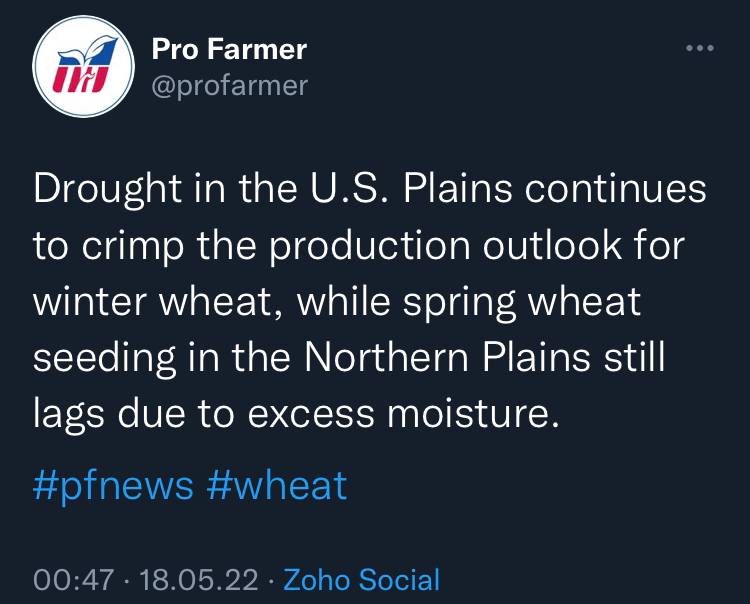 Pro Farmer
@profarmer
Drought in the U.S. Plains continues
to crimp the production outlook for
winter wheat, while spring wheat
seeding in the Northern Plains still
lags due to excess moisture.
#pfnews #wheat
00:47 · 18.05.22 · Zoho Social